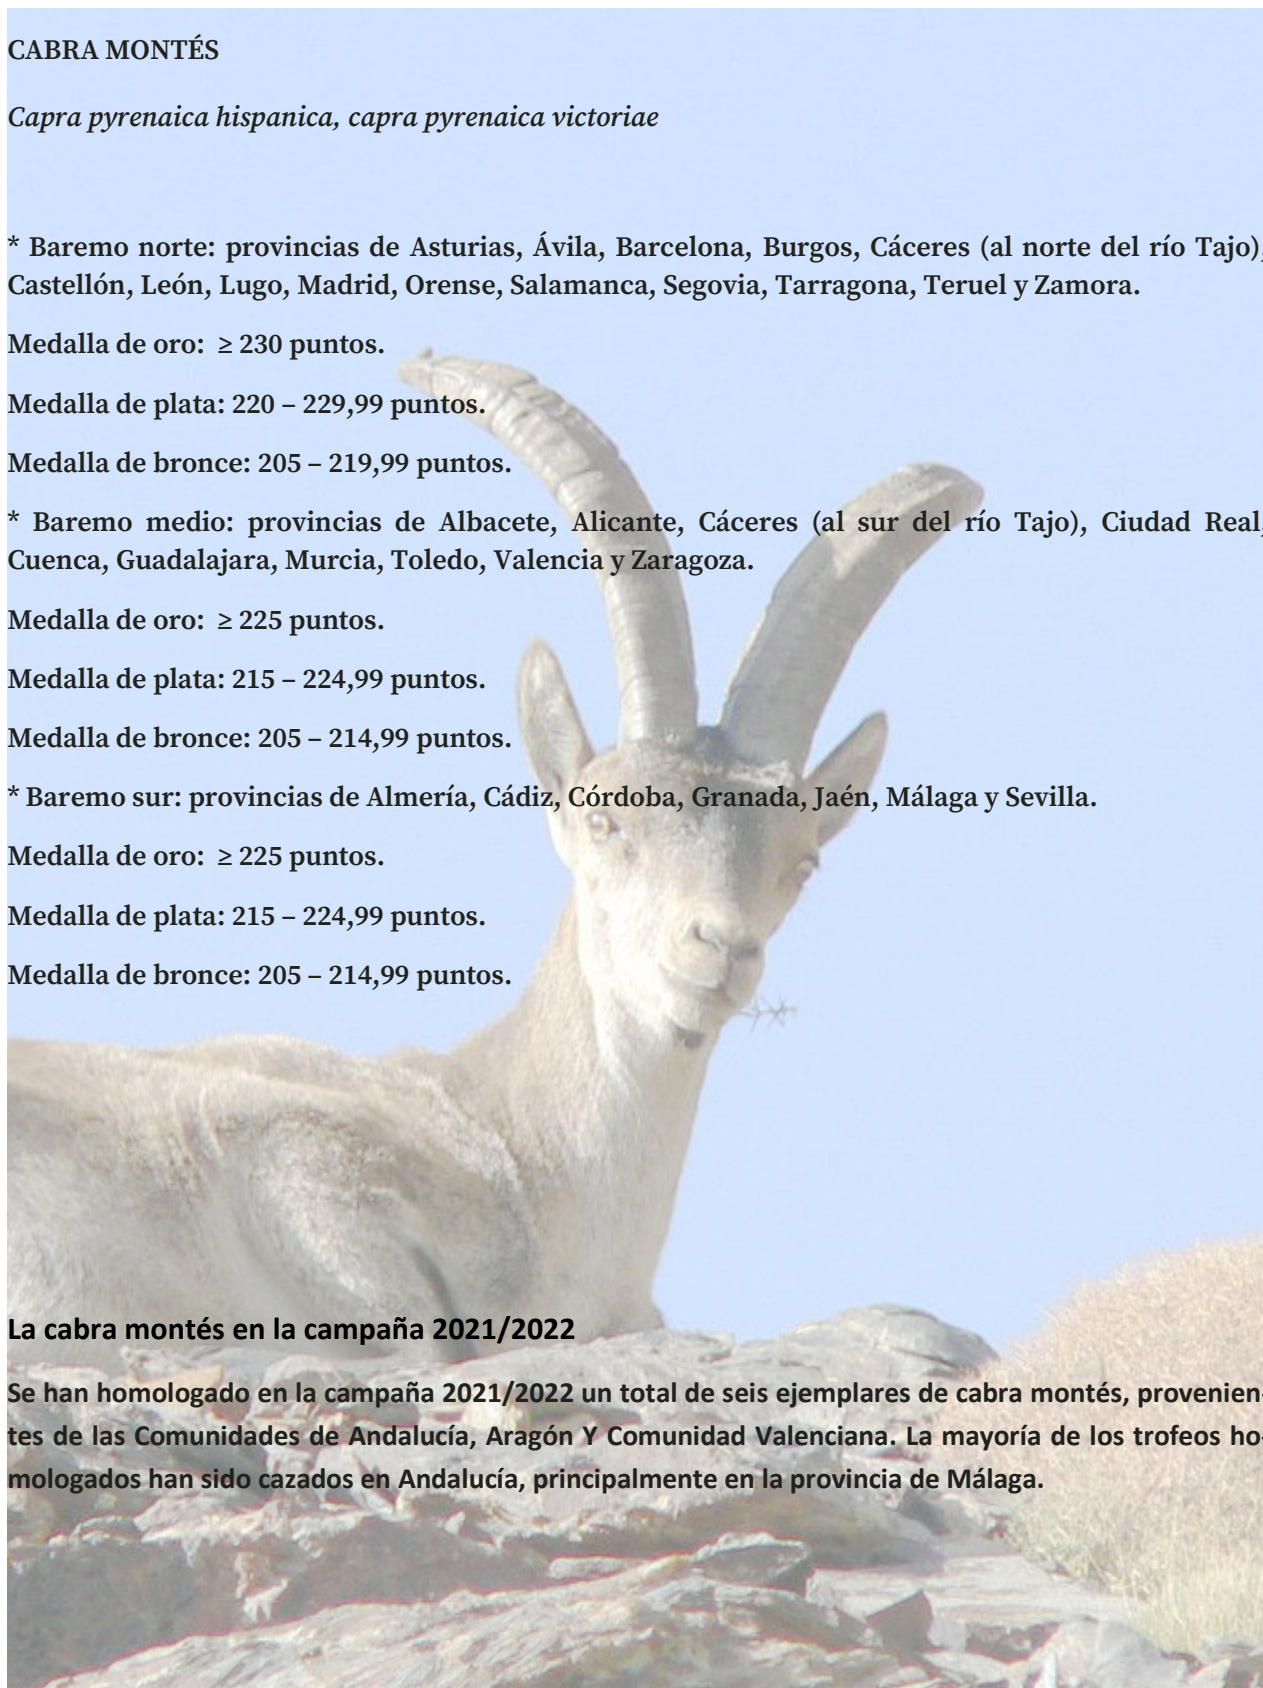 CABRA MONTÉS
Capra pyrenaica hispanica, capra pyrenaica victoriae
* Baremo norte: provincias de Asturias, Ávila, Barcelona, Burgos, Cáceres (al norte del río Tajo),
Castellón, León, Lugo, Madrid, Orense, Salamanca, Segovia, Tarragona, Teruel y Zamora.
Medalla de oro: ≥ 230 puntos.
Medalla de plata: 220 – 229,99 puntos.
Medalla de bronce: 205 – 219,99 puntos.
* Baremo medio: provincias de Albacete, Alicante, Cáceres (al sur del río Tajo), Ciudad Real,
Cuenca, Guadalajara, Murcia, Toledo, Valencia y Zaragoza.
Medalla de oro: ≥ 225 puntos.
Medalla de plata: 215 – 224,99 puntos.
Medalla de bronce: 205 – 214,99 puntos.
* Baremo sur: provincias de Almería, Cádiz, Córdoba, Granada, Jaén, Málaga y Sevilla.
Medalla de oro: ≥ 225 puntos.
Medalla de plata: 215 – 224,99 puntos.
Medalla de bronce: 205 – 214,99 puntos.
La cabra montés en la campaña 2021/2022
Se han homologado en la campaña 2021/2022 un total de seis ejemplares de cabra montés, provenien-
tes de las Comunidades de Andalucía, Aragón Y Comunidad Valenciana. La mayoría de los trofeos ho-
mologados han sido cazados en Andalucía, principalmente en la provincia de Málaga.